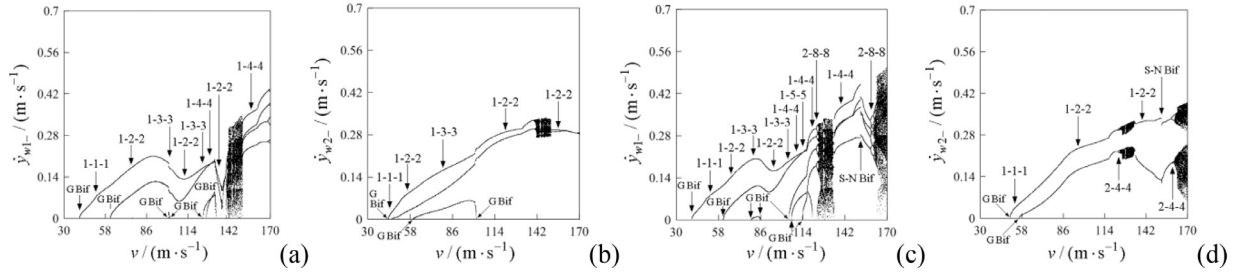 0.7
0.56
0.42
0.28
0.14
0
ẏw1− / (m · s⁻¹)
1-4-4
1-2-2
1-4-4
1-3-3
1-2-2
1-3-3
1-2-2
1-1-1
G Bif
G Bif
G Bif
G Bif
30 58 86 114 142 170
v / (m · s⁻¹)
(a)
0.7
0.56
0.42
0.28
0.14
0
ẏw2− / (m · s⁻¹)
1-2-2
1-2-2
1-3-3
1-2-2
1-1-1
G Bif
G Bif
G Bif
30 58 86 114 142 170
v / (m · s⁻¹)
(b)
0.7
0.56
0.42
0.28
0.14
0
ẏw1− / (m · s⁻¹)
2-8-8
2-8-8
1-4-4
1-4-4
1-5-5
1-4-4
1-3-3
1-3-3
1-2-2
1-2-2
1-1-1
S-N Bif
G Bif
G Bif
G Bif
G Bif
G Bif
30 58 86 114 142 170
v / (m · s⁻¹)
(c)
0.7
0.56
0.42
0.28
0.14
0
ẏw2− / (m · s⁻¹)
S-N Bif
1-2-2
1-2-2
1-1-1
2-4-4
2-4-4
G Bif
G Bif
30 58 86 114 142 170
v / (m · s⁻¹)
(d)